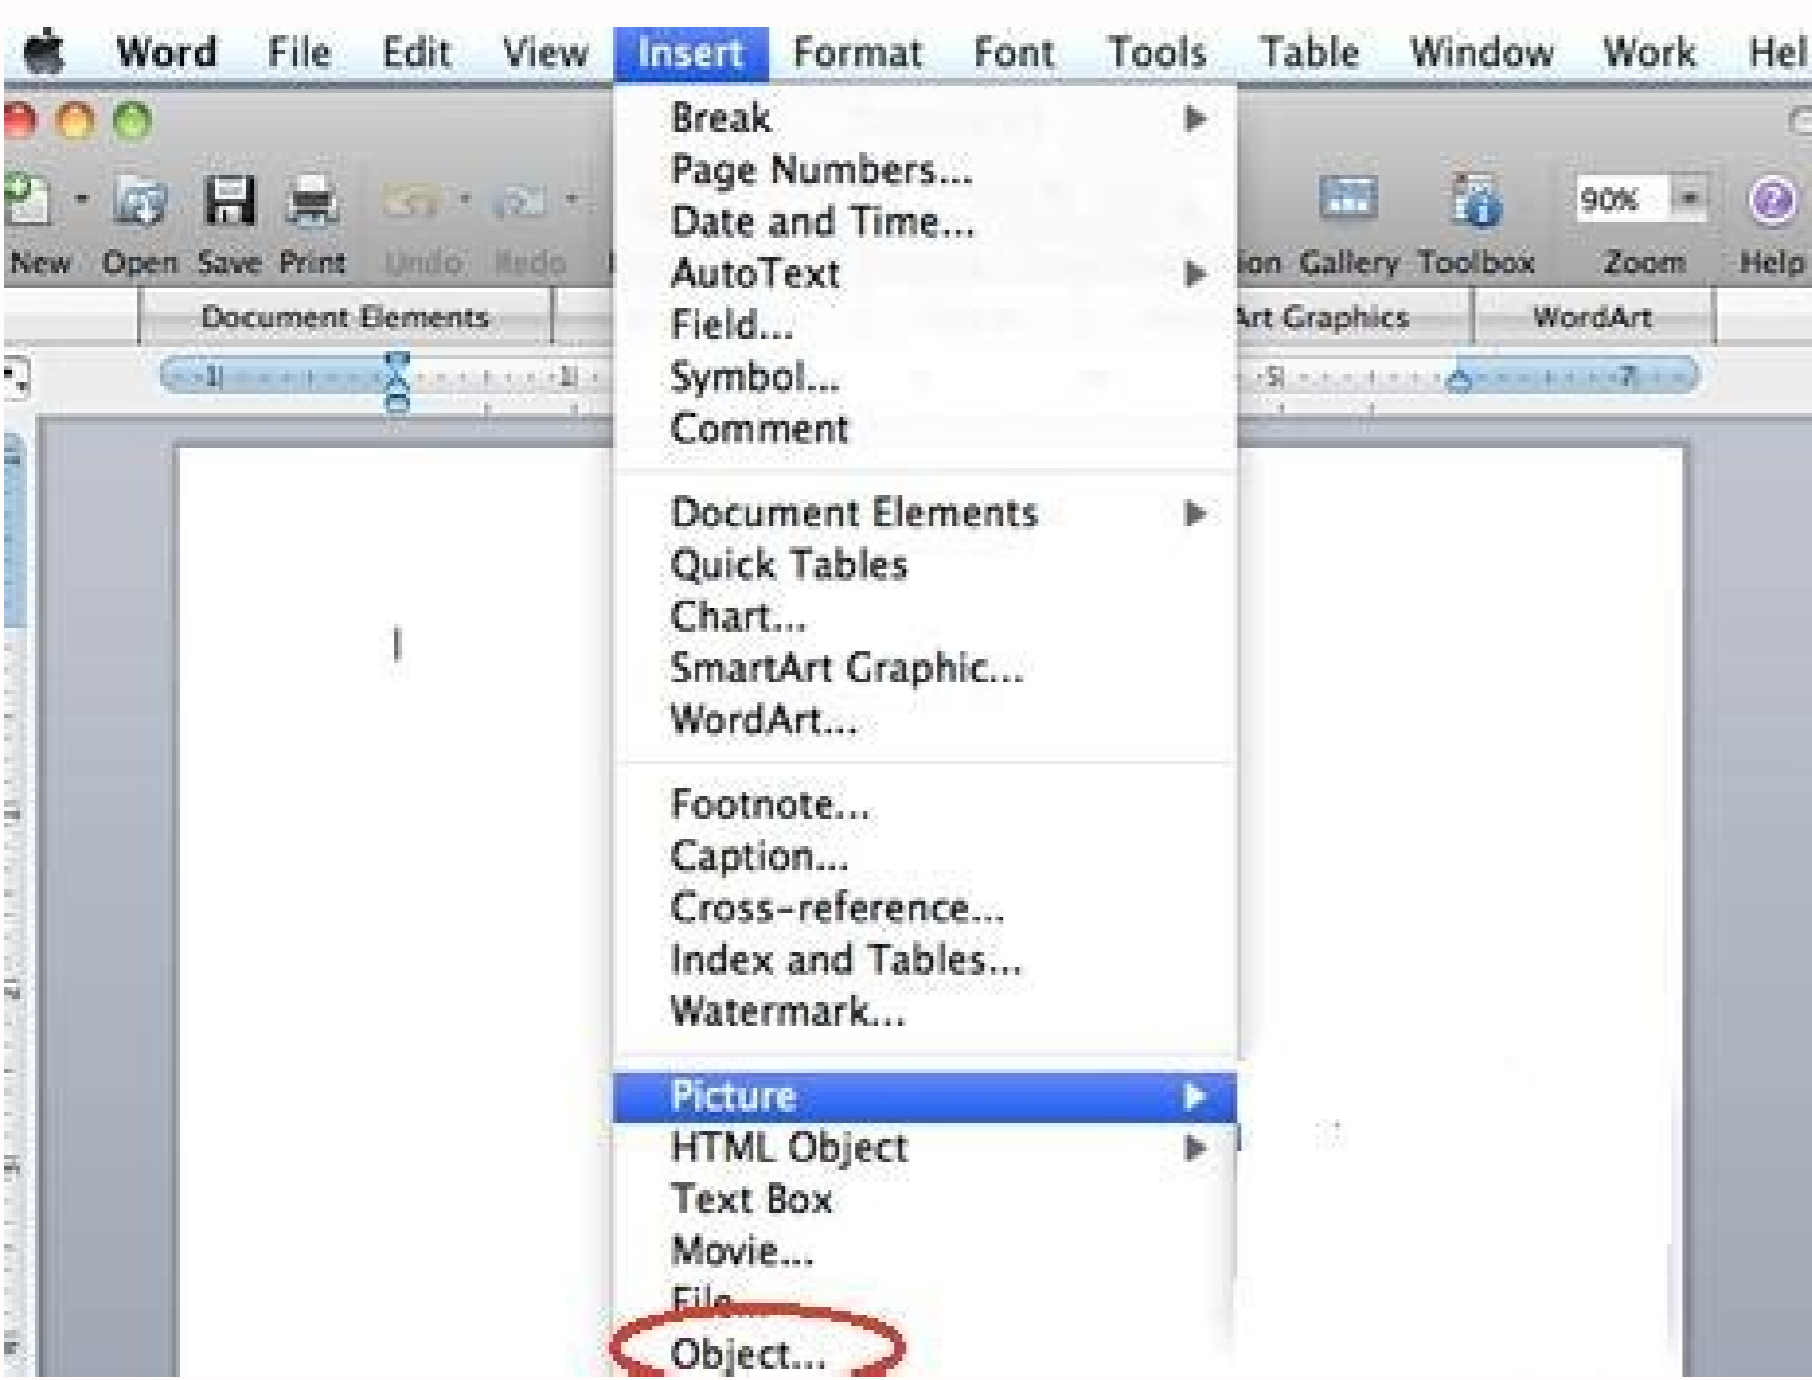 Word File Edit View Insert Format Font Tools Table Window Work Hel
90%
New Open Save Print Undo Redo ion Gallery Toolbox Zoom Help
Document Elements Art Graphics WordArt
Break
Page Numbers...
Date and Time...
AutoText
Field...
Symbol...
Comment
Document Elements
Quick Tables
Chart...
SmartArt Graphic...
WordArt...
Footnote...
Caption...
Cross-reference...
Index and Tables...
Watermark...
Picture
HTML Object
Text Box
Movie...
File...
Object...